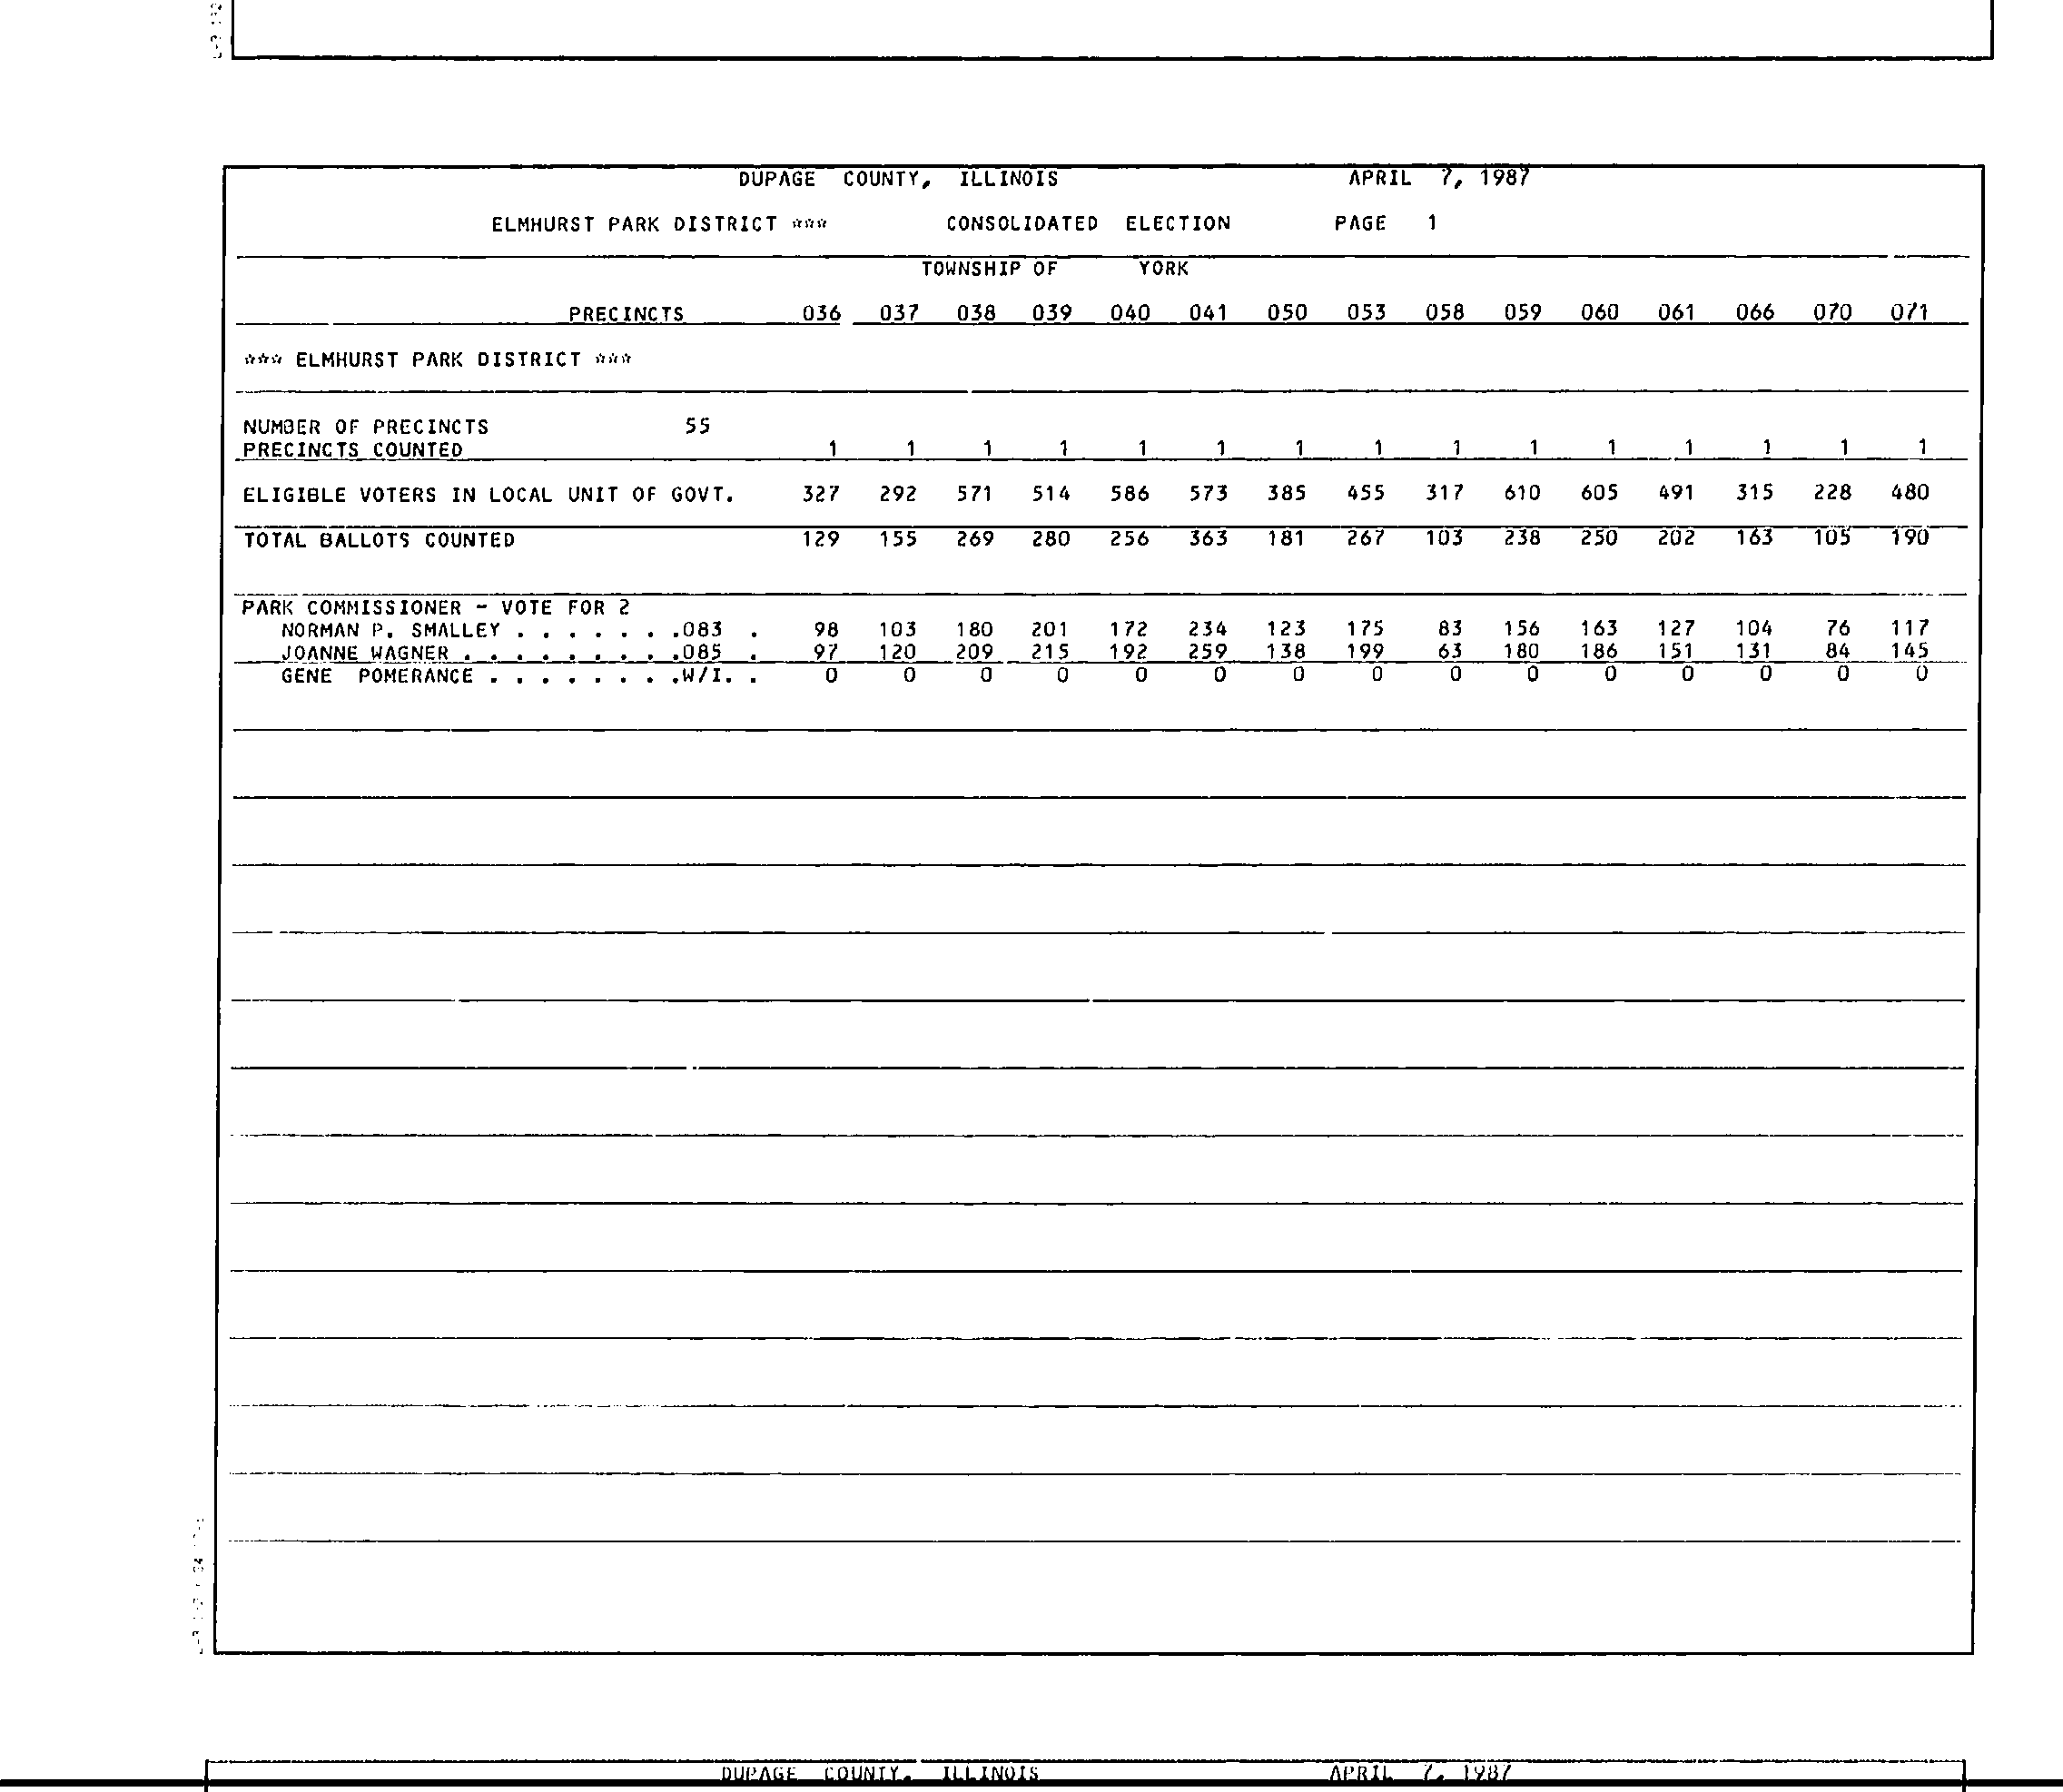 DUPAGE COUNTY, ILLINOIS APRIL 7, 1987
ELMHURST PARK DISTRICT *** CONSOLIDATED ELECTION PAGE 1
TOWNSHIP OF YORK
PRECINCTS 036 037 038 039 040 041 050 053 058 059 060 061 066 070 071
*** ELMHURST PARK DISTRICT ***
NUMBER OF PRECINCTS 55
PRECINCTS COUNTED 1 1 1 1 1 1 1 1 1 1 1 1 1 1 1
ELIGIBLE VOTERS IN LOCAL UNIT OF GOVT. 327 292 571 514 586 573 385 455 317 610 605 491 315 228 480
TOTAL BALLOTS COUNTED 129 155 269 280 256 363 181 267 103 238 250 202 163 105 190
PARK COMMISSIONER - VOTE FOR 2
NORMAN P. SMALLEY . . . . . . .083 . 98 103 180 201 172 234 123 175 83 156 163 127 104 76 117
JOANNE WAGNER . . . . . . . . .085 . 97 120 209 215 192 259 138 199 63 180 186 151 131 84 145
GENE POMERANCE . . . . . . . .W/I. . 0 0 0 0 0 0 0 0 0 0 0 0 0 0 0
DUPAGE COUNTY, ILLINOIS APRIL 7, 1987